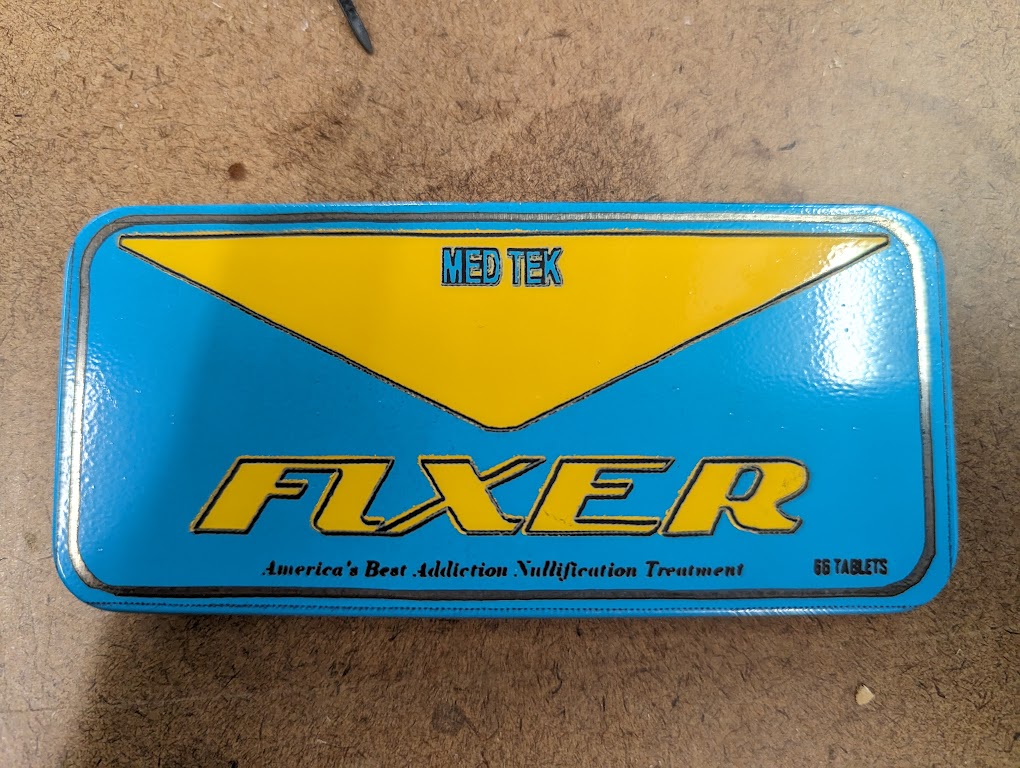 MED TEK
FIXER
America's Best Addiction Nullification Treatment
66 TABLETS